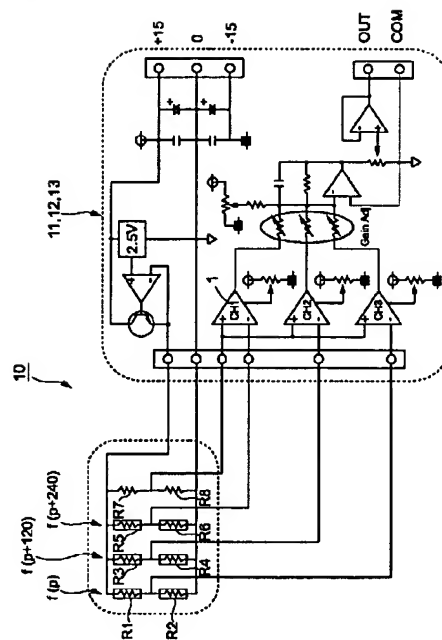 10
11,12,13
+15
0
-15
2.5V
OUT
COM
Gain Adj
1
CH1
CH2
CH3
f (p+240)
f (p+120)
f (p)
R7
R8
R5
R6
R3
R4
R1
R2